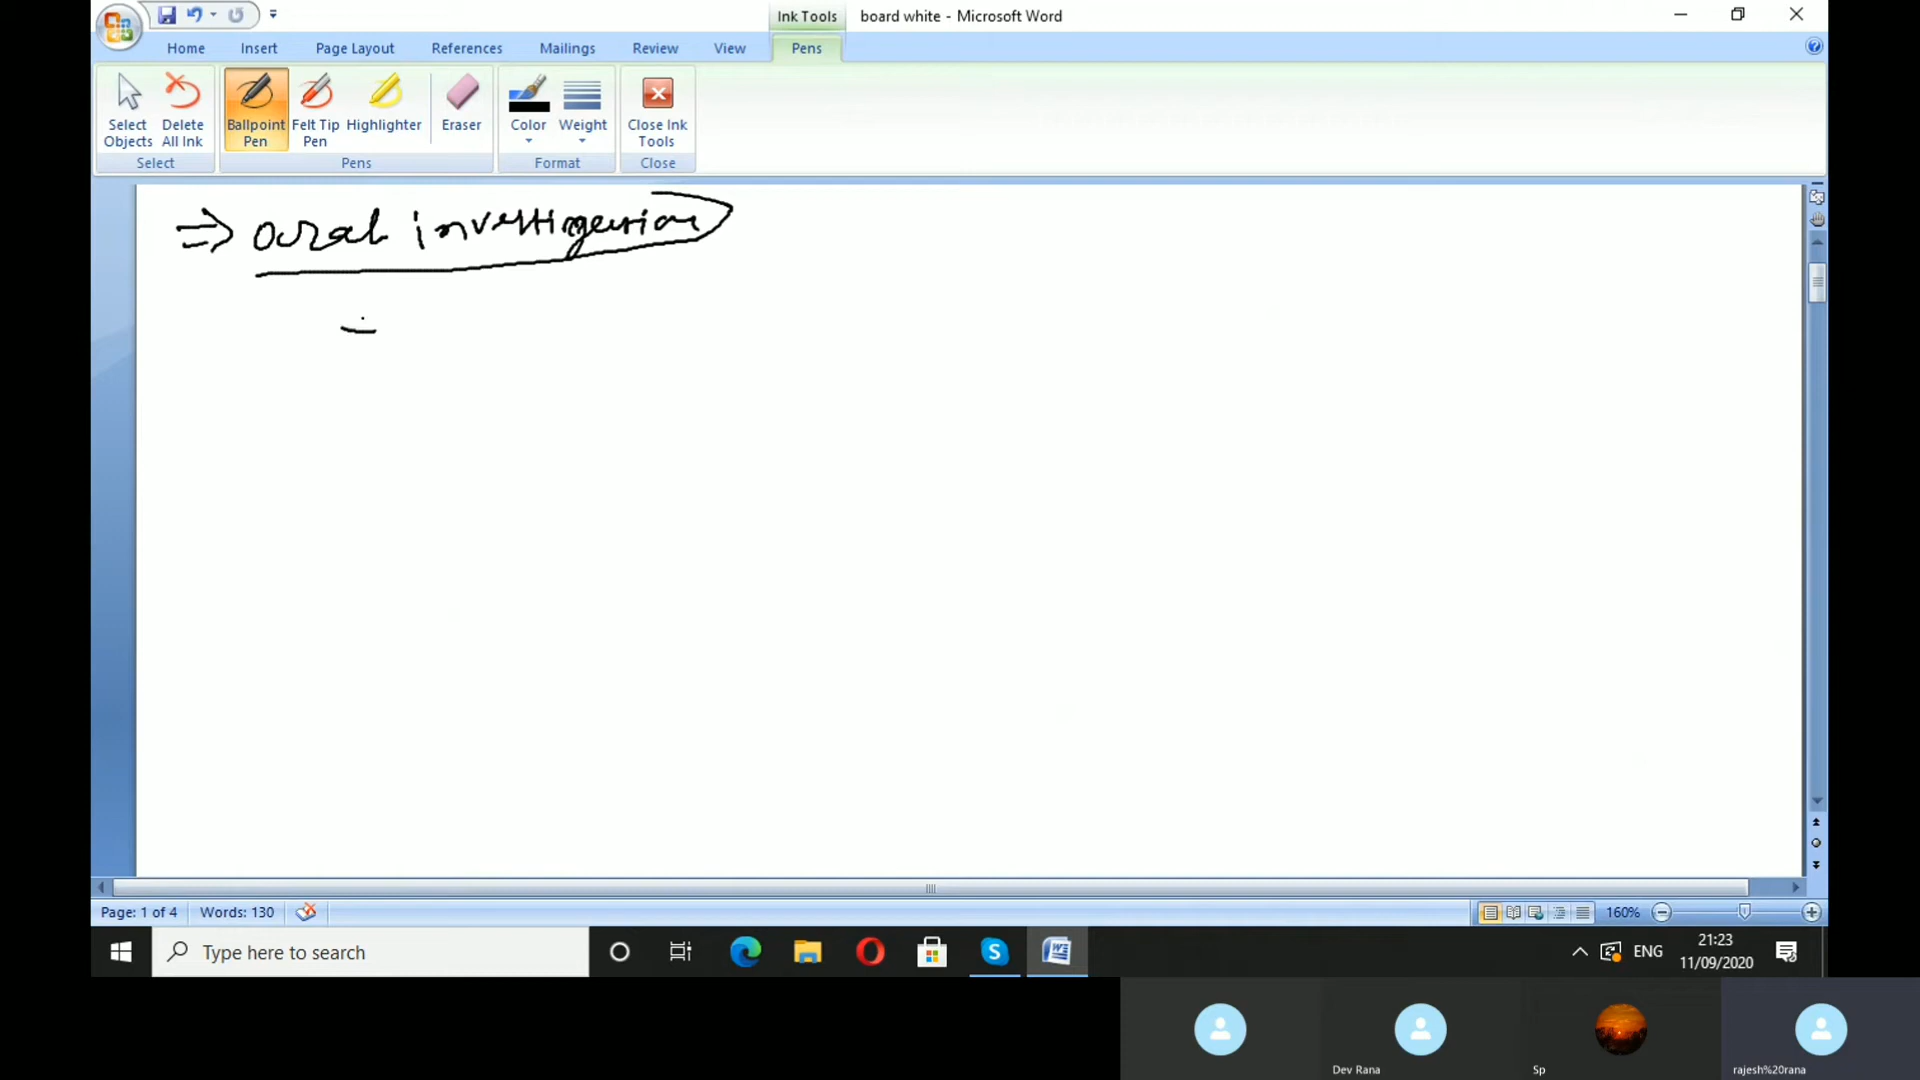 Ink Tools
board white - Microsoft Word
Home Insert Page Layout References Mailings Review View Pens
Select Objects
Delete All Ink
Ballpoint Pen
Felt Tip Pen
Highlighter
Eraser
Color
Weight
Close Ink Tools
Select
Pens
Format
Close
⇒ oral investigation
Page: 1 of 4 Words: 130
160%
Type here to search
ENG
21:23
11/09/2020
Dev Rana
Sp
rajesh%20rana